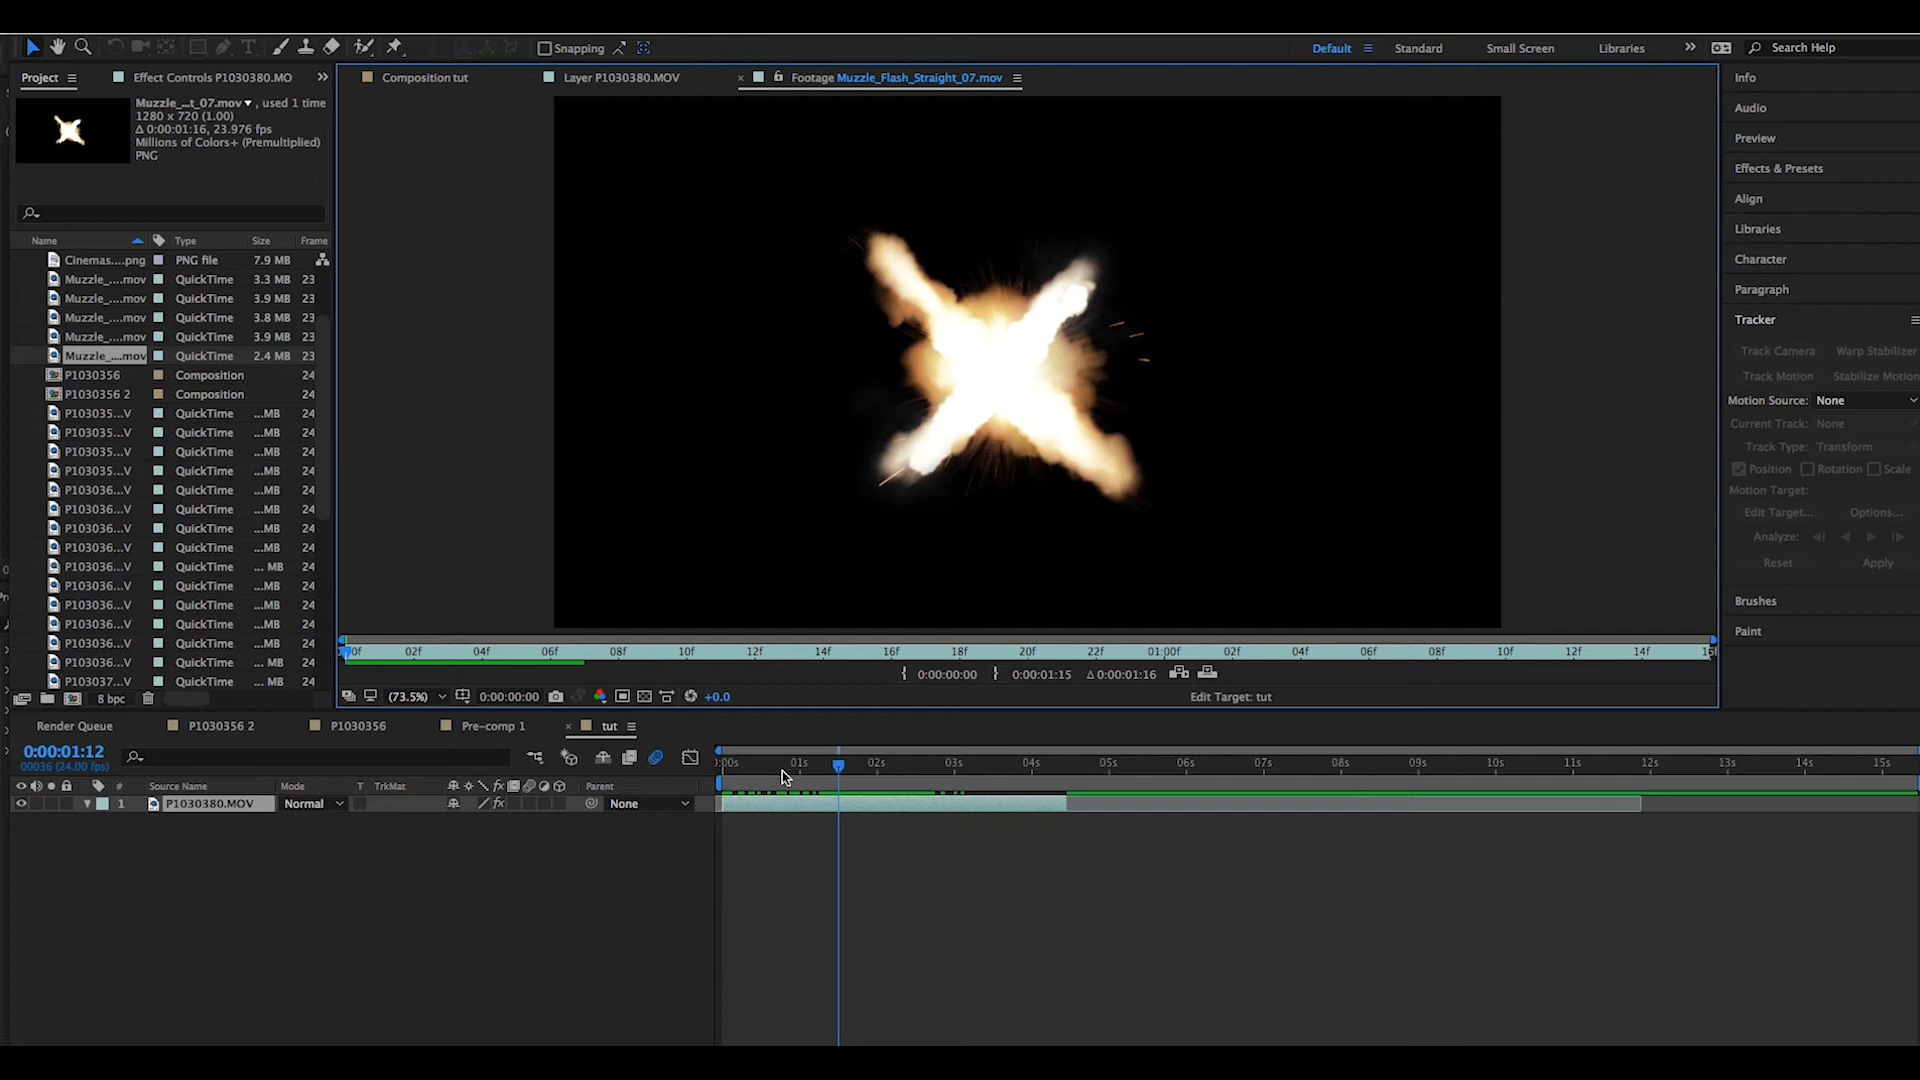 Snapping
Default
Standard
Small Screen
Libraries
Search Help
Project
Effect Controls P1030380.MO
Composition tut
Layer P1030380.MOV
Footage Muzzle_Flash_Straight_07.mov
Muzzle_...t_07.mov, used 1 time
1280 x 720 (1.00)
Δ 0:00:01:16, 23.976 fps
Millions of Colors+ (Premultiplied)
PNG
Name Type Size Frame
Cinemas....png PNG file 7.9 MB
Muzzle_....mov QuickTime 3.3 MB 23
Muzzle_....mov QuickTime 3.9 MB 23
Muzzle_....mov QuickTime 3.8 MB 23
Muzzle_....mov QuickTime 3.9 MB 23
Muzzle_....mov QuickTime 2.4 MB 23
P1030356 Composition 24
P1030356 2 Composition 24
P103035...V QuickTime ...MB 24
P103035...V QuickTime ...MB 24
P103035...V QuickTime ...MB 24
P103035...V QuickTime ...MB 24
P103036...V QuickTime ...MB 24
P103036...V QuickTime ...MB 24
P103036...V QuickTime ...MB 24
P103036...V QuickTime ...MB 24
P103036...V QuickTime ... MB 24
P103036...V QuickTime ...MB 24
P103036...V QuickTime ...MB 24
P103036...V QuickTime ...MB 24
P103036...V QuickTime ...MB 24
P103036...V QuickTime ... MB 24
P103037...V QuickTime ... MB 24
8 bpc
02f 04f 06f 08f 10f 12f 14f 16f 18f 20f 22f 01:00f 02f 04f 06f 08f 10f 12f 14f
0:00:00:00 0:00:01:15 Δ 0:00:01:16
(73.5%) 0:00:00:00 +0.0 Edit Target: tut
Info
Audio
Preview
Effects & Presets
Align
Libraries
Character
Paragraph
Tracker
Track Camera Warp Stabilizer
Track Motion Stabilize Motion
Motion Source: None
Current Track: None
Track Type: Transform
Position Rotation Scale
Motion Target:
Edit Target... Options...
Analyze:
Reset Apply
Brushes
Paint
Render Queue
P1030356 2
P1030356
Pre-comp 1
tut
0:00:01:12
00036 (24.00 fps)
:00s 01s 02s 03s 04s 05s 06s 07s 08s 09s 10s 11s 12s 13s 14s 15s
# Source Name Mode T TrkMat Parent
1 P1030380.MOV Normal None